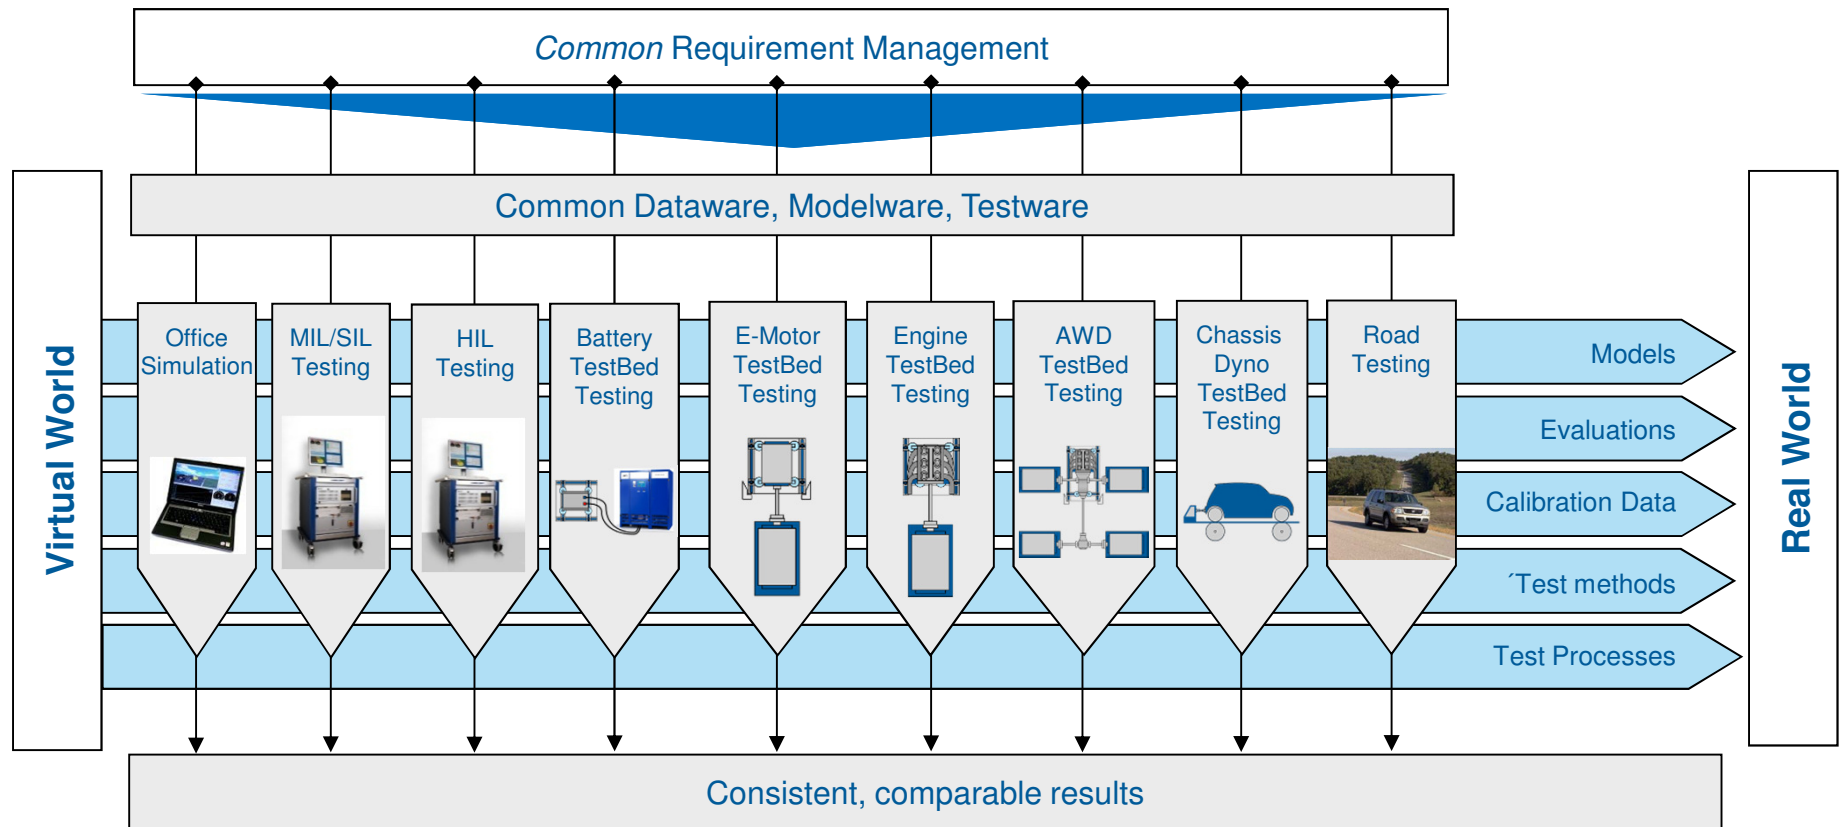 Common Requirement Management
Common Dataware, Modelware, Testware
Virtual World
Office
Simulation
MIL/SIL
Testing
HIL
Testing
Battery
TestBed
Testing
E-Motor
TestBed
Testing
Engine
TestBed
Testing
AWD
TestBed
Testing
Chassis
Dyno
TestBed
Testing
Road
Testing
Models
Evaluations
Calibration Data
´Test methods
Test Processes
Real World
Consistent, comparable results